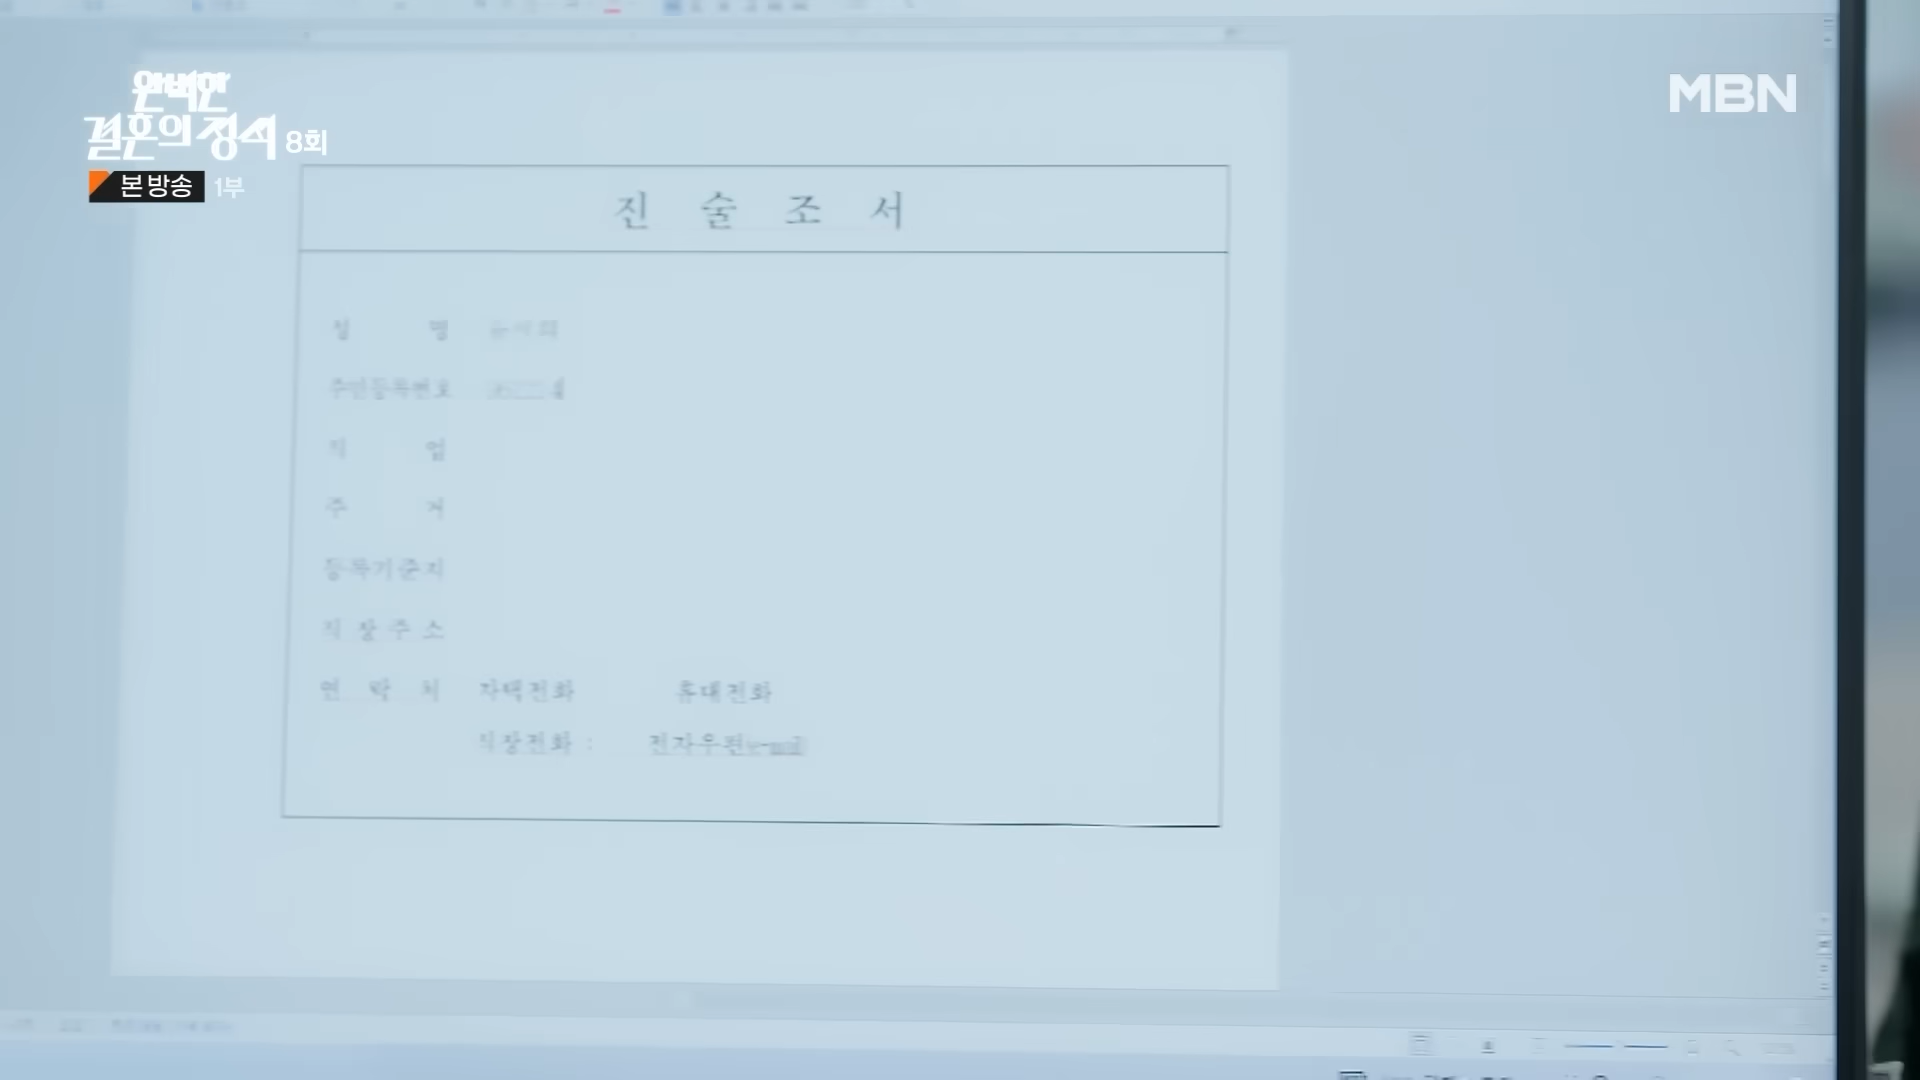 완벽한
결혼의 정석 8회
본방송 1부
MBN
진 술 조 서
성 명
주민등록번호
직 업
주 거
등록기준지
직 장 주 소
연 락 처 자택전화 휴대전화
직장전화 : 전자우편e-mail